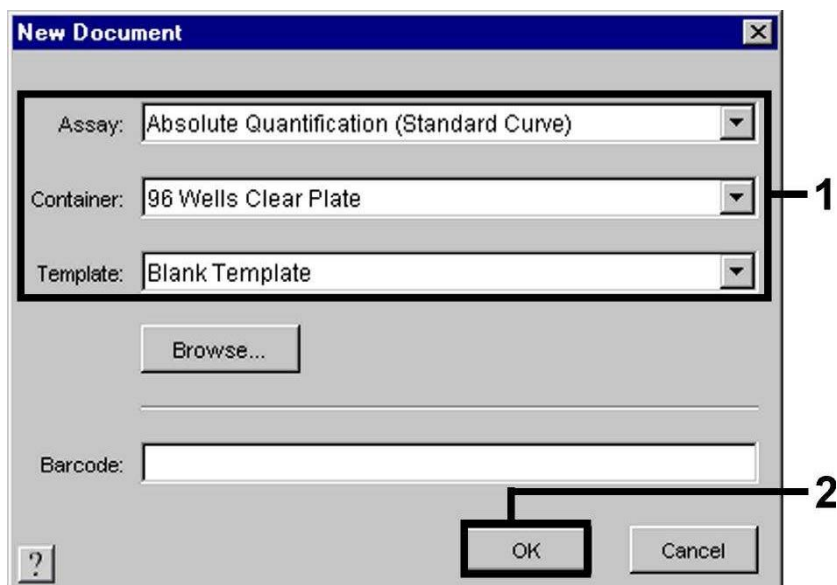 New Document
Assay: Absolute Quantification (Standard Curve)
Container: 96 Wells Clear Plate
1
Template: Blank Template
Browse...
Barcode:
2
OK Cancel
?